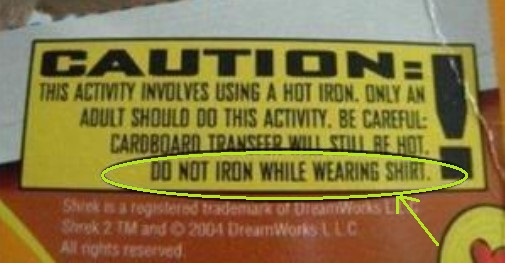 CAUTION:
THIS ACTIVITY INVOLVES USING A HOT IRON. ONLY AN
ADULT SHOULD DO THIS ACTIVITY. BE CAREFUL:
CARDBOARD TRANSFER WILL STILL BE HOT.
DO NOT IRON WHILE WEARING SHIRT.
!
Shrek is a registered trademark of DreamWorks L.L.C.
Shrek 2 TM and © 2004 DreamWorks L.L.C.
All rights reserved.